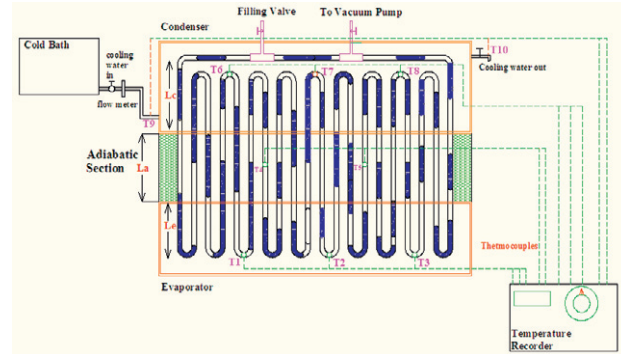 Filling Valve
To Vacuum Pump
Condenser
Cold Bath
cooling
water
in
flow meter
T9
T10
Cooling water out
T6
T7
T8
Lc
Adiabatic
Section
La
T4
T5
Le
T1
T2
T3
Thetmocouples
Evaporator
A
Temperature
Recorder